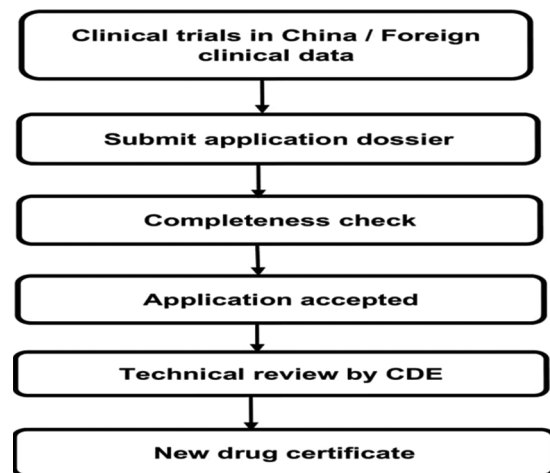 Clinical trials in China / Foreign
clinical data
Submit application dossier
Completeness check
Application accepted
Technical review by CDE
New drug certificate